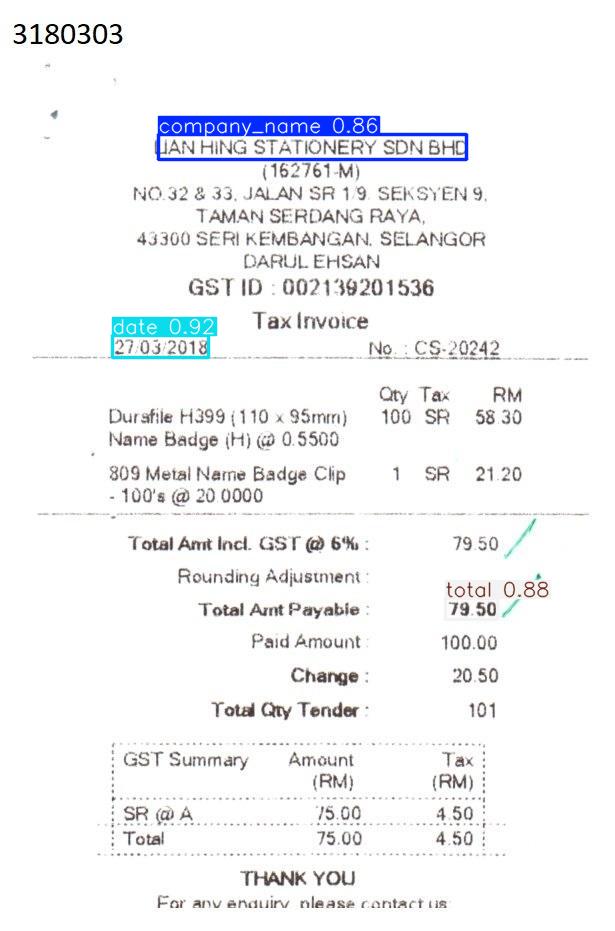 3180303
company_name 0.86
LIAN HING STATIONERY SDN BHD
(162761-M)
NO.32 & 33, JALAN SR 1/9. SEKSYEN 9,
TAMAN SERDANG RAYA,
43300 SERI KEMBANGAN, SELANGOR
DARUL EHSAN
GST ID : 002139201536
date 0.92 Tax Invoice
27/03/2018 No. : CS-20242
Qty Tax RM
Dursfile H399 (110 x 95mm) 100 SR 58.30
Name Badge (H) @ 0.5500
809 Metal Name Badge Clip 1 SR 21.20
- 100's @ 20.0000
Total Amt Incl. GST @ 6% : 79.50
Rounding Adjustment :
total 0.88
Total Amt Payable : 79.50
Paid Amount : 100.00
Change : 20.50
Total Qty Tender : 101
GST Summary Amount Tax
(RM) (RM)
SR @ A 75.00 4.50
Total 75.00 4.50
THANK YOU
For any enquiry, please contact us: